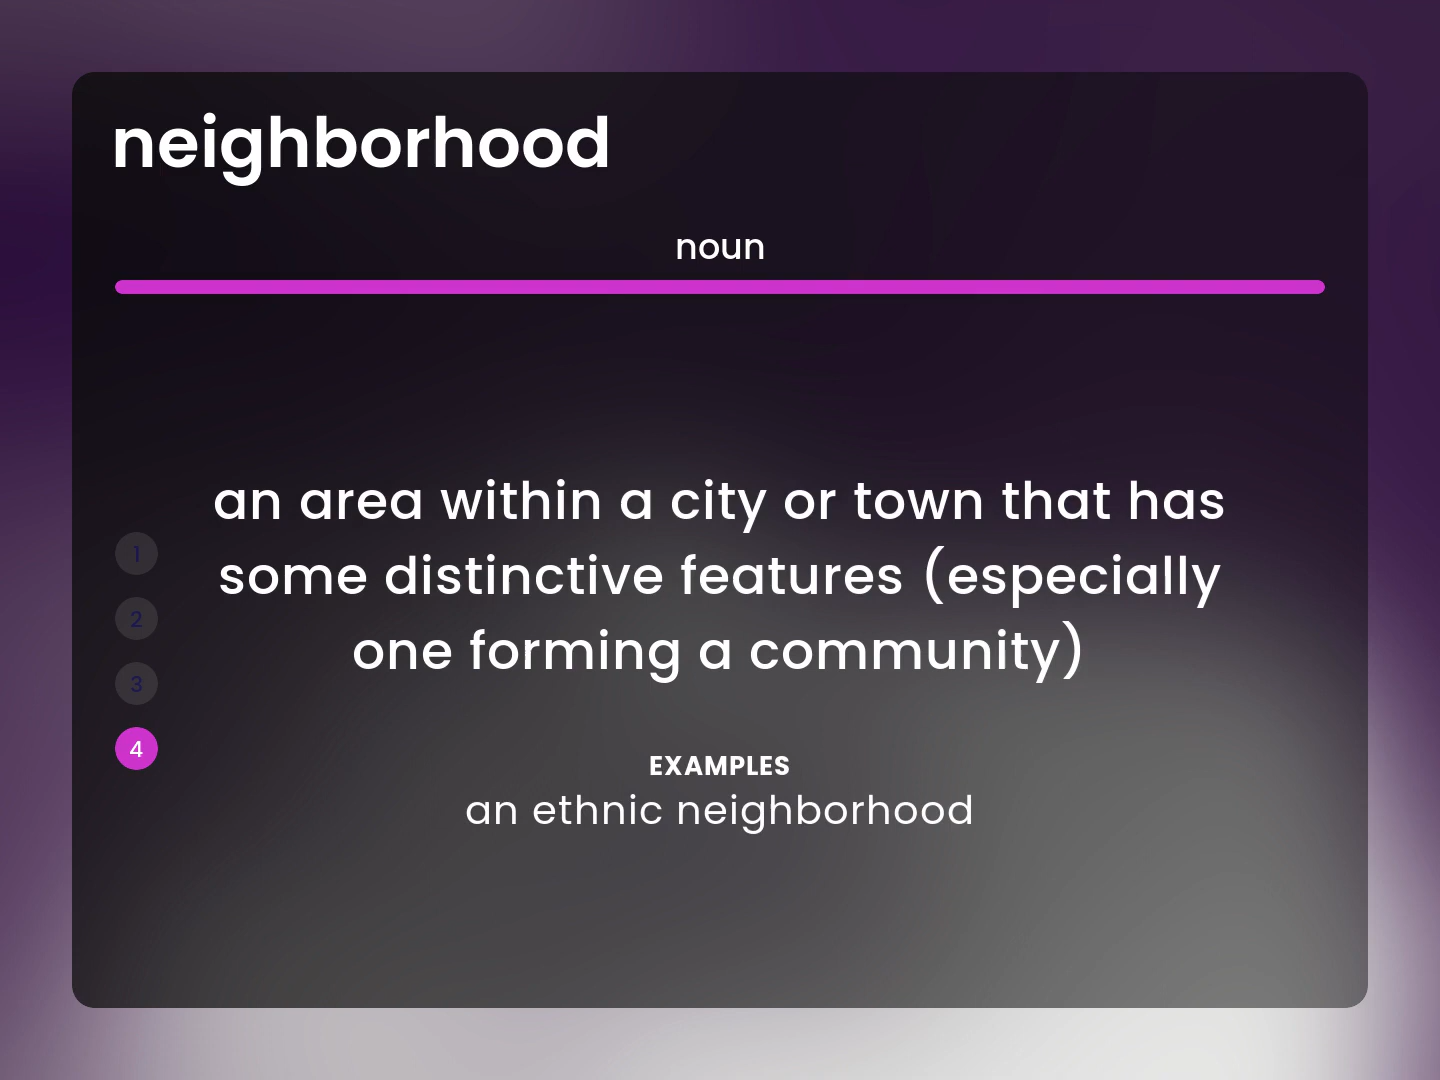 neighborhood
noun
an area within a city or town that has
some distinctive features (especially
one forming a community)
1
2
3
4
EXAMPLES
an ethnic neighborhood